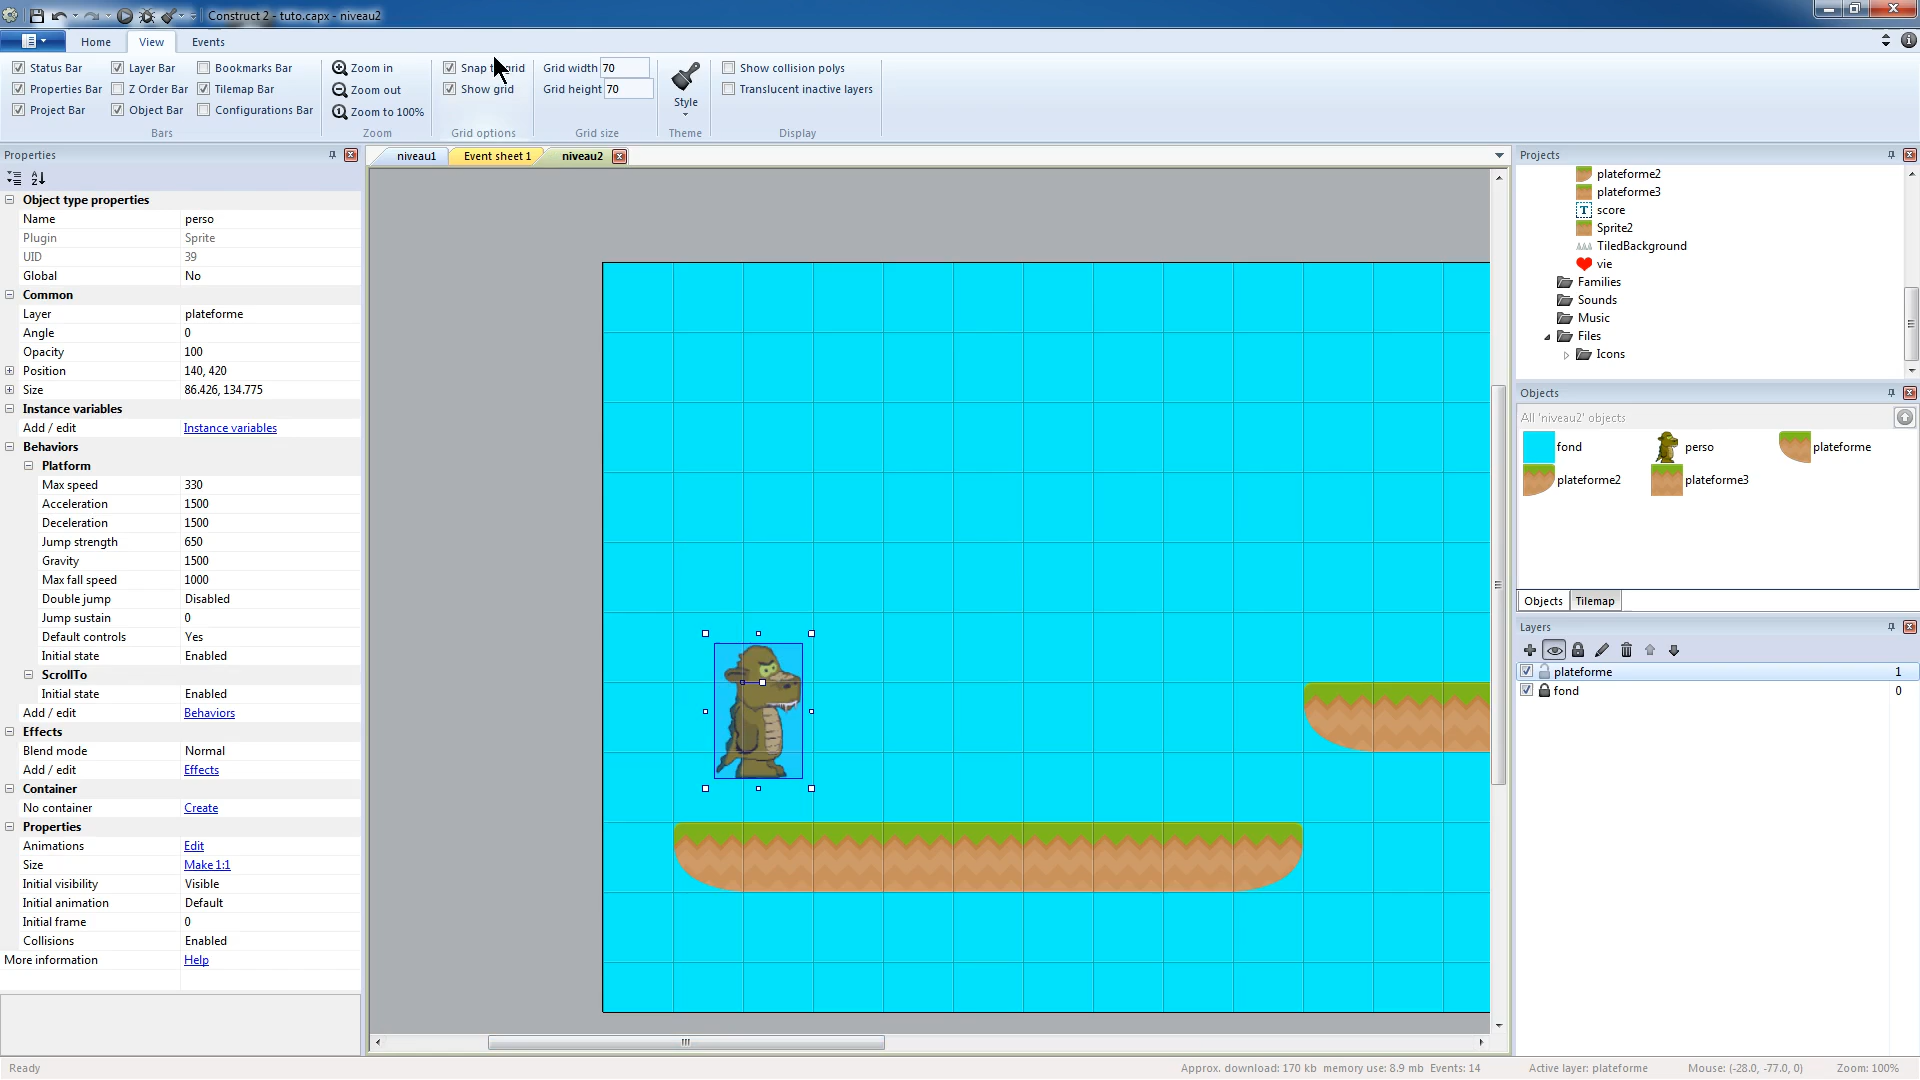 Construct 2 - tuto.capx - niveau2
Home View Events
Status Bar Layer Bar Bookmarks Bar Zoom in Snap to grid Grid width 70 Show collision polys
Properties Bar Z Order Bar Tilemap Bar Zoom out Show grid Grid height 70 Style Translucent inactive layers
Project Bar Object Bar Configurations Bar Zoom to 100%
Bars Zoom Grid options Grid size Theme Display
Properties
Object type properties
Name perso
Plugin Sprite
UID 39
Global No
Common
Layer plateforme
Angle 0
Opacity 100
Position 140, 420
Size 86.426, 134.775
Instance variables
Add / edit Instance variables
Behaviors
Platform
Max speed 330
Acceleration 1500
Deceleration 1500
Jump strength 650
Gravity 1500
Max fall speed 1000
Double jump Disabled
Jump sustain 0
Default controls Yes
Initial state Enabled
ScrollTo
Initial state Enabled
Add / edit Behaviors
Effects
Blend mode Normal
Add / edit Effects
Container
No container Create
Properties
Animations Edit
Size Make 1:1
Initial visibility Visible
Initial animation Default
Initial frame 0
Collisions Enabled
More information Help
niveau1 Event sheet 1 niveau2
Projects
plateforme2
plateforme3
score
Sprite2
TiledBackground
vie
Families
Sounds
Music
Files
Icons
Objects
All 'niveau2' objects
fond perso plateforme
plateforme2 plateforme3
Objects Tilemap
Layers
plateforme 1
fond 0
Ready Approx. download: 170 kb memory use: 8.9 mb Events: 14 Active layer: plateforme Mouse: (-28.0, -77.0, 0) Zoom: 100%